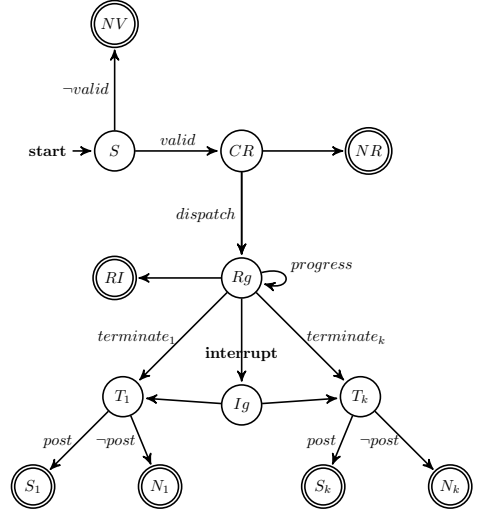 NV
¬valid
start S valid CR NR
dispatch
RI Rg progress
terminate₁ interrupt terminateₖ
T₁ Ig Tₖ
post ¬post post ¬post
S₁ N₁ Sₖ Nₖ